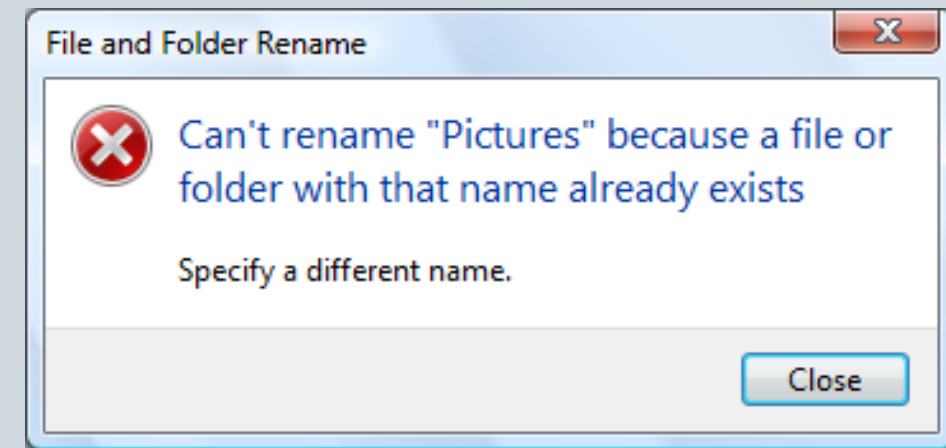 File and Folder Rename
Can't rename "Pictures" because a file or
folder with that name already exists
Specify a different name.
Close